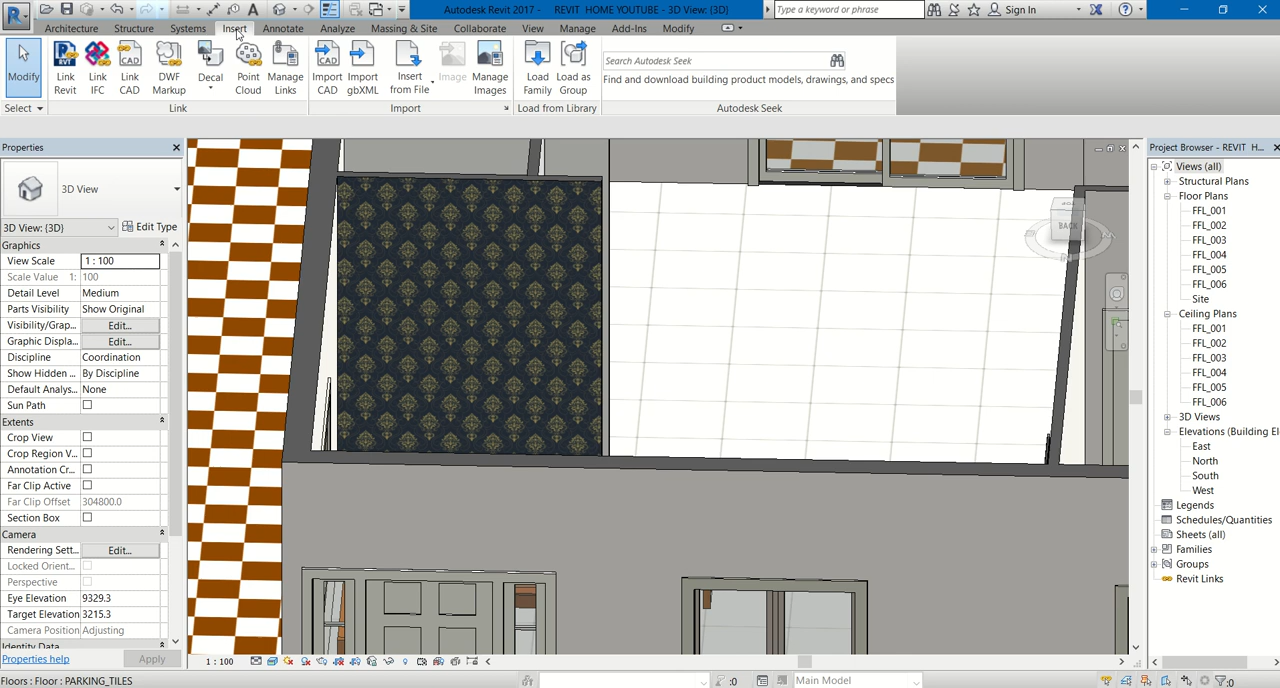 Autodesk Revit 2017 - REVIT HOME YOUTUBE - 3D View: {3D}
Type a keyword or phrase
Sign In
Architecture Structure Systems Insert Annotate Analyze Massing & Site Collaborate View Manage Add-Ins Modify
Modify
Link Revit
Link IFC
Link CAD
DWF Markup
Decal
Point Cloud
Manage Links
Import CAD
Import gbXML
Insert from File
Image
Manage Images
Load Family
Load as Group
Search Autodesk Seek
Find and download building product models, drawings, and specs
Select
Link
Import
Load from Library
Autodesk Seek
Properties
3D View
3D View: {3D}
Edit Type
Graphics
View Scale 1 : 100
Scale Value 1: 100
Detail Level Medium
Parts Visibility Show Original
Visibility/Grap... Edit...
Graphic Displa... Edit...
Discipline Coordination
Show Hidden ... By Discipline
Default Analys... None
Sun Path
Extents
Crop View
Crop Region V...
Annotation Cr...
Far Clip Active
Far Clip Offset 304800.0
Section Box
Camera
Rendering Sett... Edit...
Locked Orient...
Perspective
Eye Elevation 9329.3
Target Elevation 3215.3
Camera Position Adjusting
Identity Data
Properties help
Apply
BACK
Project Browser - REVIT H...
Views (all)
Structural Plans
Floor Plans
FFL_001
FFL_002
FFL_003
FFL_004
FFL_005
FFL_006
Site
Ceiling Plans
FFL_001
FFL_002
FFL_003
FFL_004
FFL_005
FFL_006
3D Views
Elevations (Building El
East
North
South
West
Legends
Schedules/Quantities
Sheets (all)
Families
Groups
Revit Links
1 : 100
Floors : Floor : PARKING_TILES
:0
Main Model
:0